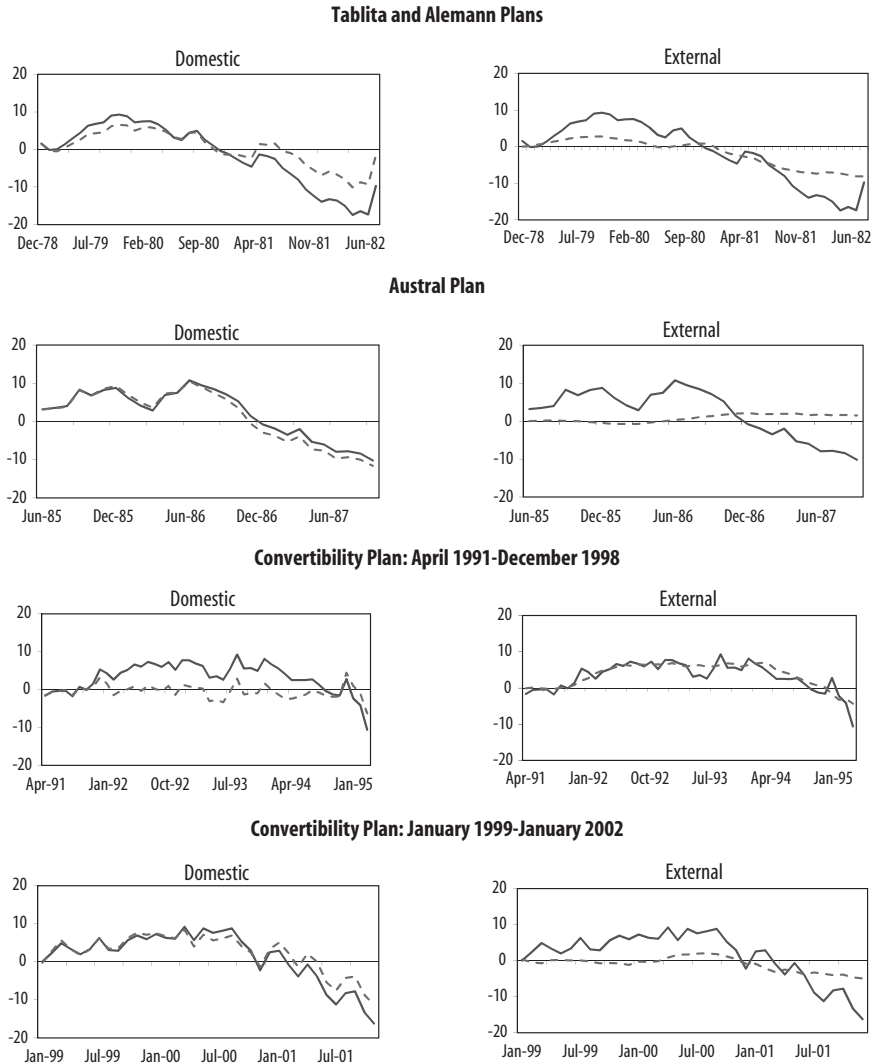 Tablita and Alemann Plans
Domestic
20
10
0
-10
-20
Dec-78 Jul-79 Feb-80 Sep-80 Apr-81 Nov-81 Jun-82
External
20
10
0
-10
-20
Dec-78 Jul-79 Feb-80 Sep-80 Apr-81 Nov-81 Jun-82
Austral Plan
Domestic
20
10
0
-10
-20
Jun-85 Dec-85 Jun-86 Dec-86 Jun-87
External
20
10
0
-10
-20
Jun-85 Dec-85 Jun-86 Dec-86 Jun-87
Convertibility Plan: April 1991-December 1998
Domestic
20
10
0
-10
-20
Apr-91 Jan-92 Oct-92 Jul-93 Apr-94 Jan-95
External
20
10
0
-10
-20
Apr-91 Jan-92 Oct-92 Jul-93 Apr-94 Jan-95
Convertibility Plan: January 1999-January 2002
Domestic
20
10
0
-10
-20
Jan-99 Jul-99 Jan-00 Jul-00 Jan-01 Jul-01
External
20
10
0
-10
-20
Jan-99 Jul-99 Jan-00 Jul-00 Jan-01 Jul-01